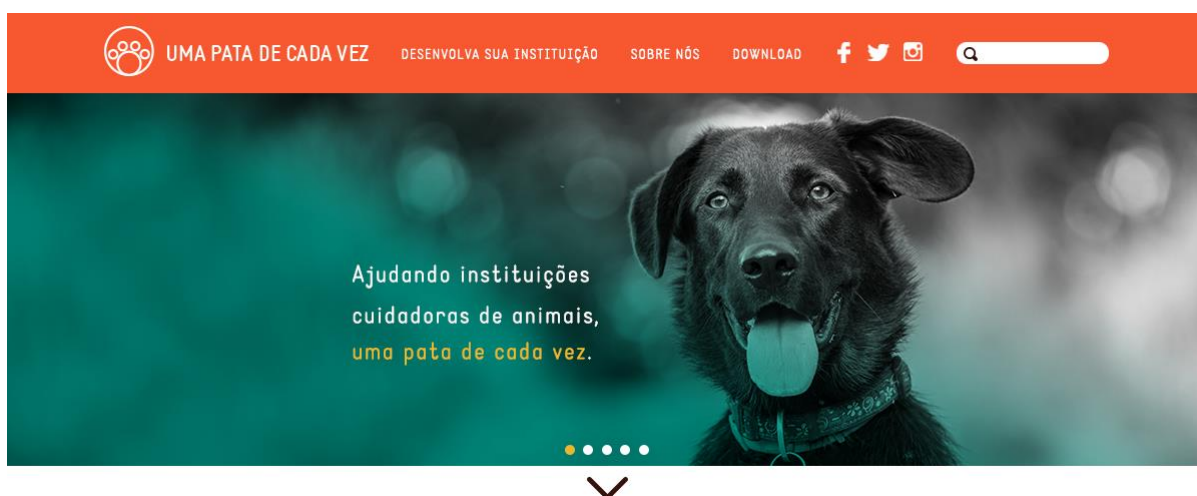 UMA PATA DE CADA VEZ
DESENVOLVA SUA INSTITUIÇÃO
SOBRE NÓS
DOWNLOAD
Ajudando instituições
cuidadoras de animais,
uma pata de cada vez.